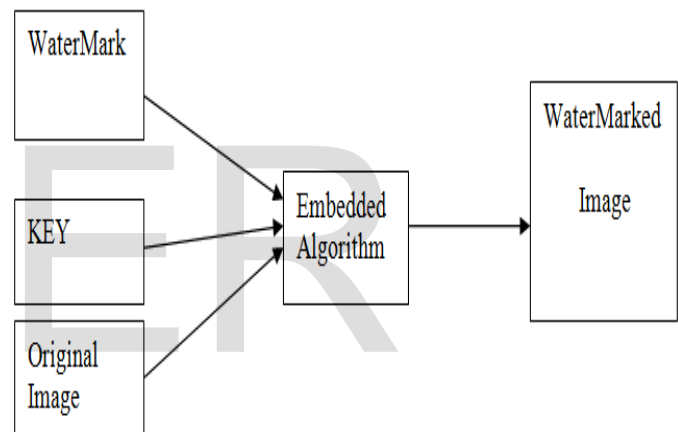 WaterMark
KEY
Original
Image
Embedded
Algorithm
WaterMarked
Image
ER